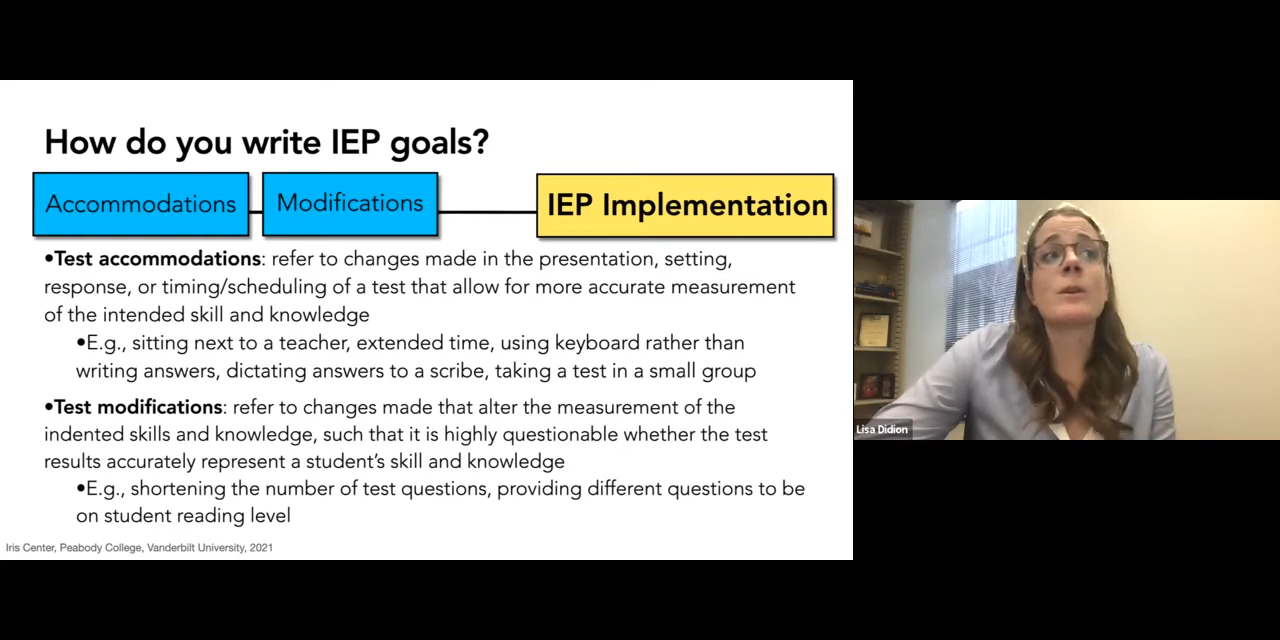 How do you write IEP goals?
Accommodations
Modifications
IEP Implementation
•Test accommodations: refer to changes made in the presentation, setting,
response, or timing/scheduling of a test that allow for more accurate measurement
of the intended skill and knowledge
•E.g., sitting next to a teacher, extended time, using keyboard rather than
writing answers, dictating answers to a scribe, taking a test in a small group
•Test modifications: refer to changes made that alter the measurement of the
indented skills and knowledge, such that it is highly questionable whether the test
results accurately represent a student's skill and knowledge
•E.g., shortening the number of test questions, providing different questions to be
on student reading level
Iris Center, Peabody College, Vanderbilt University, 2021
Lisa Didion